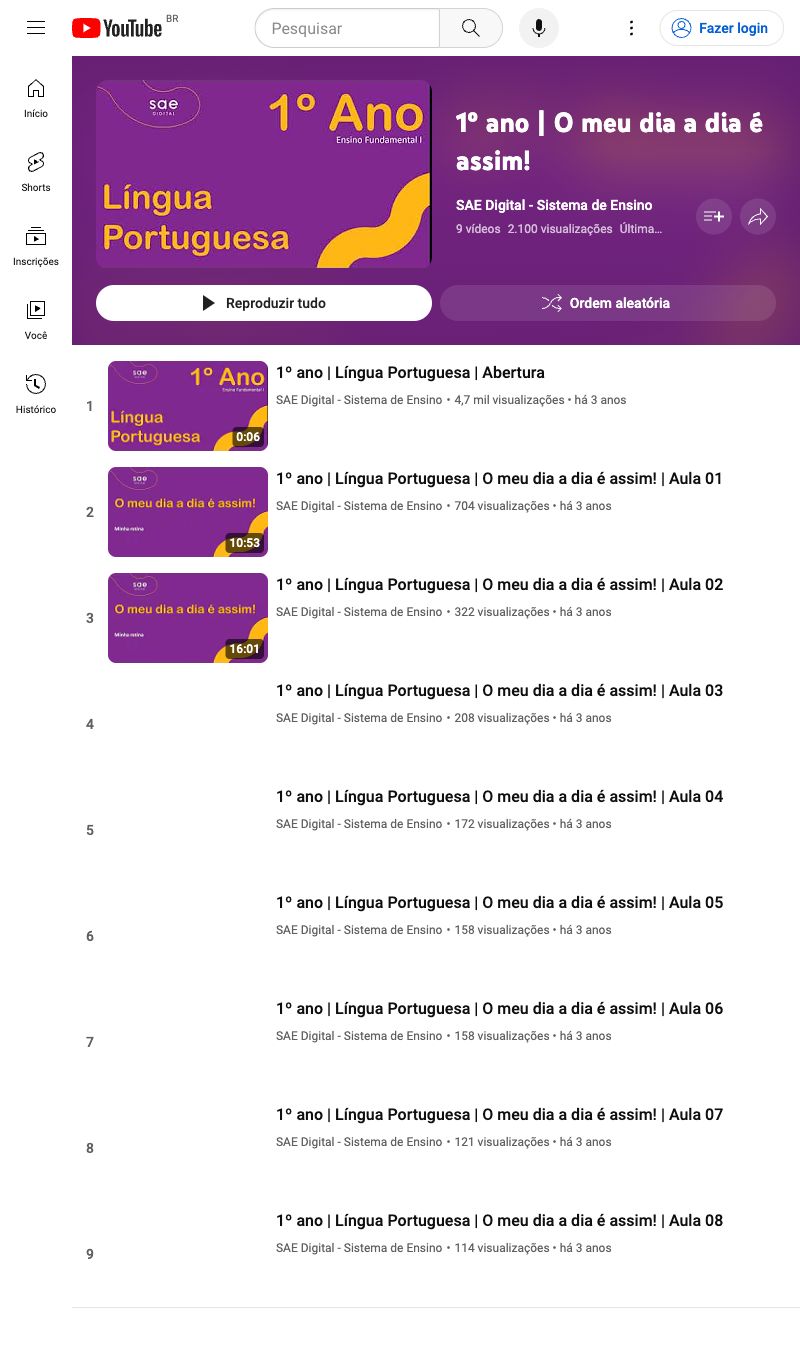 YouTube BR
Pesquisar
Fazer login
Início
Shorts
Inscrições
Você
Histórico
sae
DIGITAL
1º Ano
Ensino Fundamental I
Língua
Portuguesa
1º ano | O meu dia a dia é
assim!
SAE Digital - Sistema de Ensino
9 vídeos 2.100 visualizações Última...
Reproduzir tudo
Ordem aleatória
1
sae
1º Ano
Ensino Fundamental I
Língua
Portuguesa
0:06
1º ano | Língua Portuguesa | Abertura
SAE Digital - Sistema de Ensino • 4,7 mil visualizações • há 3 anos
2
sae
O meu dia a dia é assim!
Minha rotina
10:53
1º ano | Língua Portuguesa | O meu dia a dia é assim! | Aula 01
SAE Digital - Sistema de Ensino • 704 visualizações • há 3 anos
3
sae
O meu dia a dia é assim!
Minha rotina
16:01
1º ano | Língua Portuguesa | O meu dia a dia é assim! | Aula 02
SAE Digital - Sistema de Ensino • 322 visualizações • há 3 anos
4
1º ano | Língua Portuguesa | O meu dia a dia é assim! | Aula 03
SAE Digital - Sistema de Ensino • 208 visualizações • há 3 anos
5
1º ano | Língua Portuguesa | O meu dia a dia é assim! | Aula 04
SAE Digital - Sistema de Ensino • 172 visualizações • há 3 anos
6
1º ano | Língua Portuguesa | O meu dia a dia é assim! | Aula 05
SAE Digital - Sistema de Ensino • 158 visualizações • há 3 anos
7
1º ano | Língua Portuguesa | O meu dia a dia é assim! | Aula 06
SAE Digital - Sistema de Ensino • 158 visualizações • há 3 anos
8
1º ano | Língua Portuguesa | O meu dia a dia é assim! | Aula 07
SAE Digital - Sistema de Ensino • 121 visualizações • há 3 anos
9
1º ano | Língua Portuguesa | O meu dia a dia é assim! | Aula 08
SAE Digital - Sistema de Ensino • 114 visualizações • há 3 anos